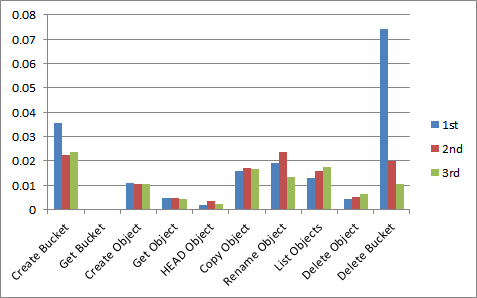 0.08
0.07
0.06
0.05
0.04
0.03
0.02
0.01
0
Create Bucket
Get Bucket
Create Object
Get Object
HEAD Object
Copy Object
Rename Object
List Objects
Delete Object
Delete Bucket
1st
2nd
3rd